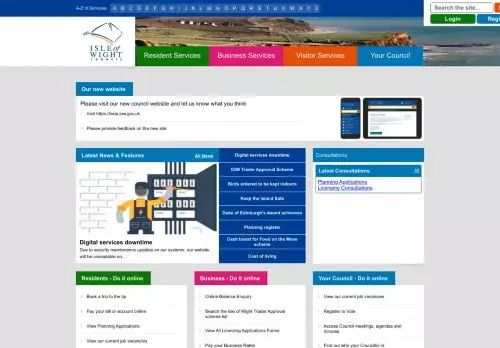 A-Z of Services A B C D E F G H I J K L M N O P Q R S T U V W X Y Z
Search the site...
Login
Regi
ISLE of
WIGHT
COUNCIL
Resident Services
Business Services
Visitor Services
Your Council
Our new website
Please visit our new council website and let us know what you think
Visit https://beta.iow.gov.uk
Please provide feedback on the new site
Latest News & Features
All News
Digital services downtime
Due to security maintenance updates on our systems, our website
will be unavailable on...
Digital services downtime
IOW Trader Approval Scheme
Birds ordered to be kept indoors
Keep the Island Safe
Duke of Edinburgh's Award achievers
Planning register
Cash boost for Food on the Move
scheme
Cost of living
Consultations
Latest Consultations
All
Planning Applications
Licensing Consultations
Residents - Do it online
Book a trip to the tip
Pay your bill or account online
View Planning Applications
View our current job vacancies
Business - Do it online
Online Balance Enquiry
Search the Isle of Wight Trader Approval
scheme list
View All Licensing Applications Forms
Pay your Business Rates
Your Council - Do it online
View our current job vacancies
Register to Vote
Access Council meetings, agendas and
minutes
Find out who your Councillor is